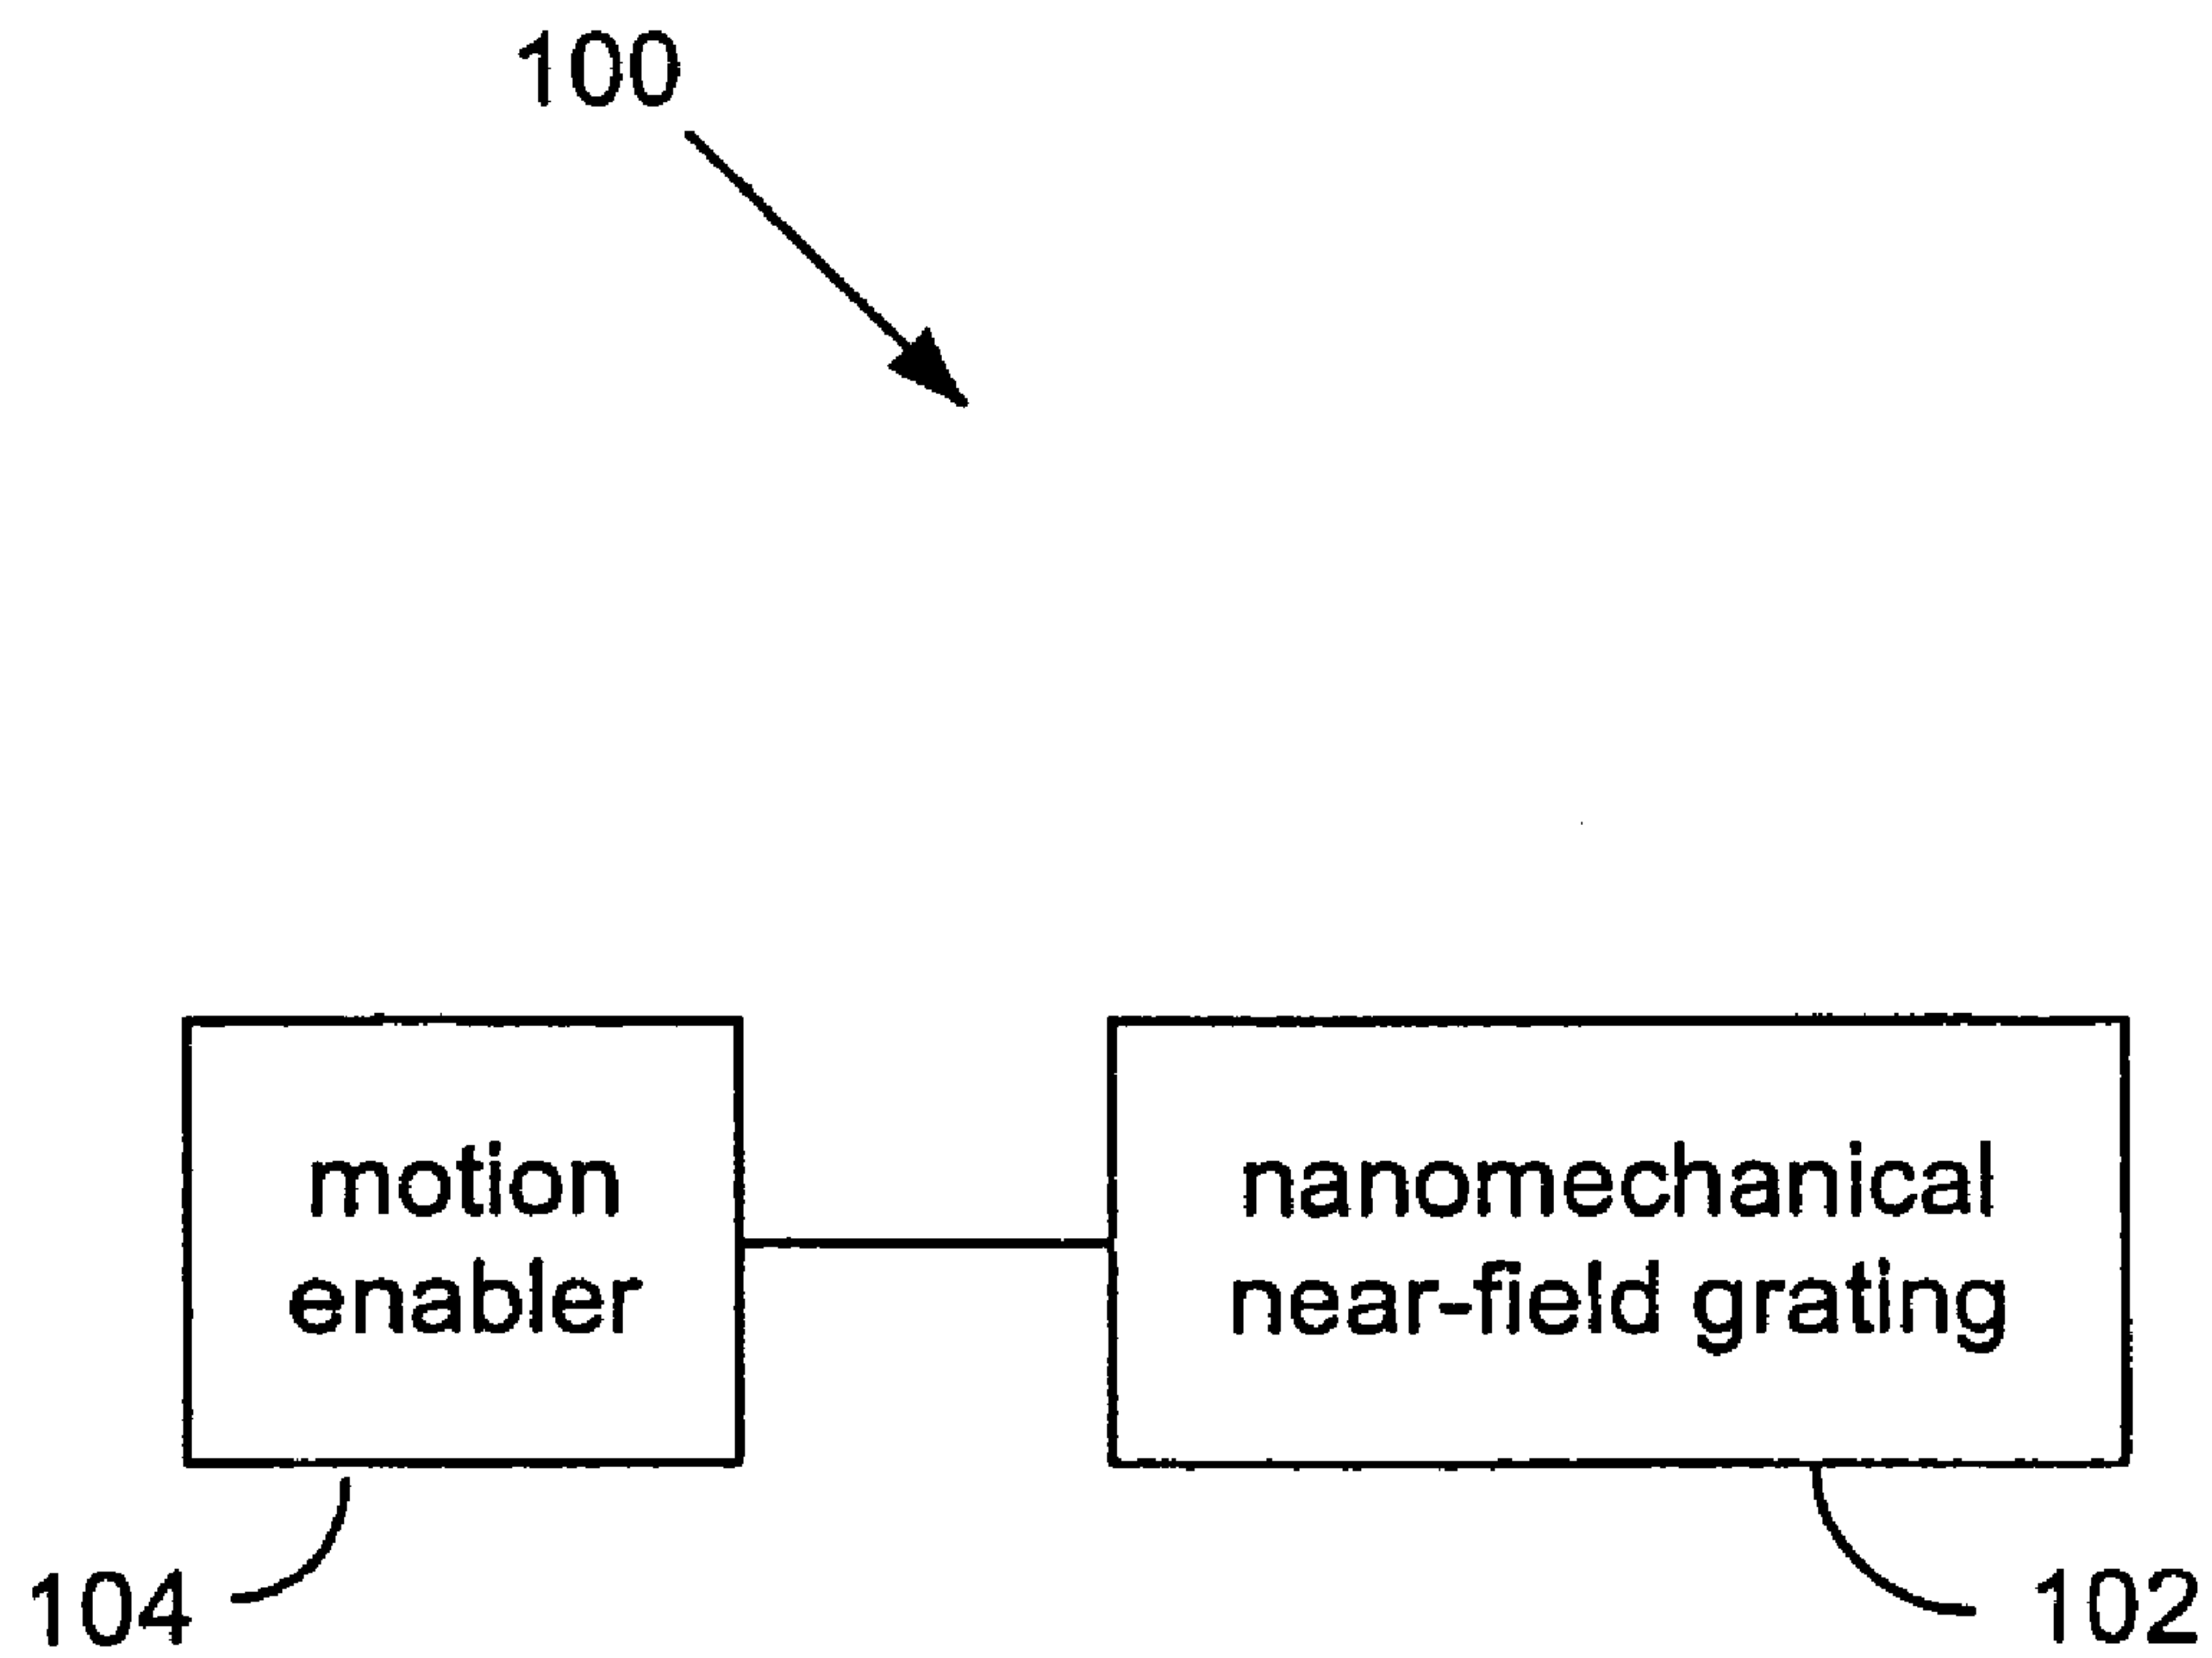 100
motion
enabler
nanomechanical
near-field grating
104
102